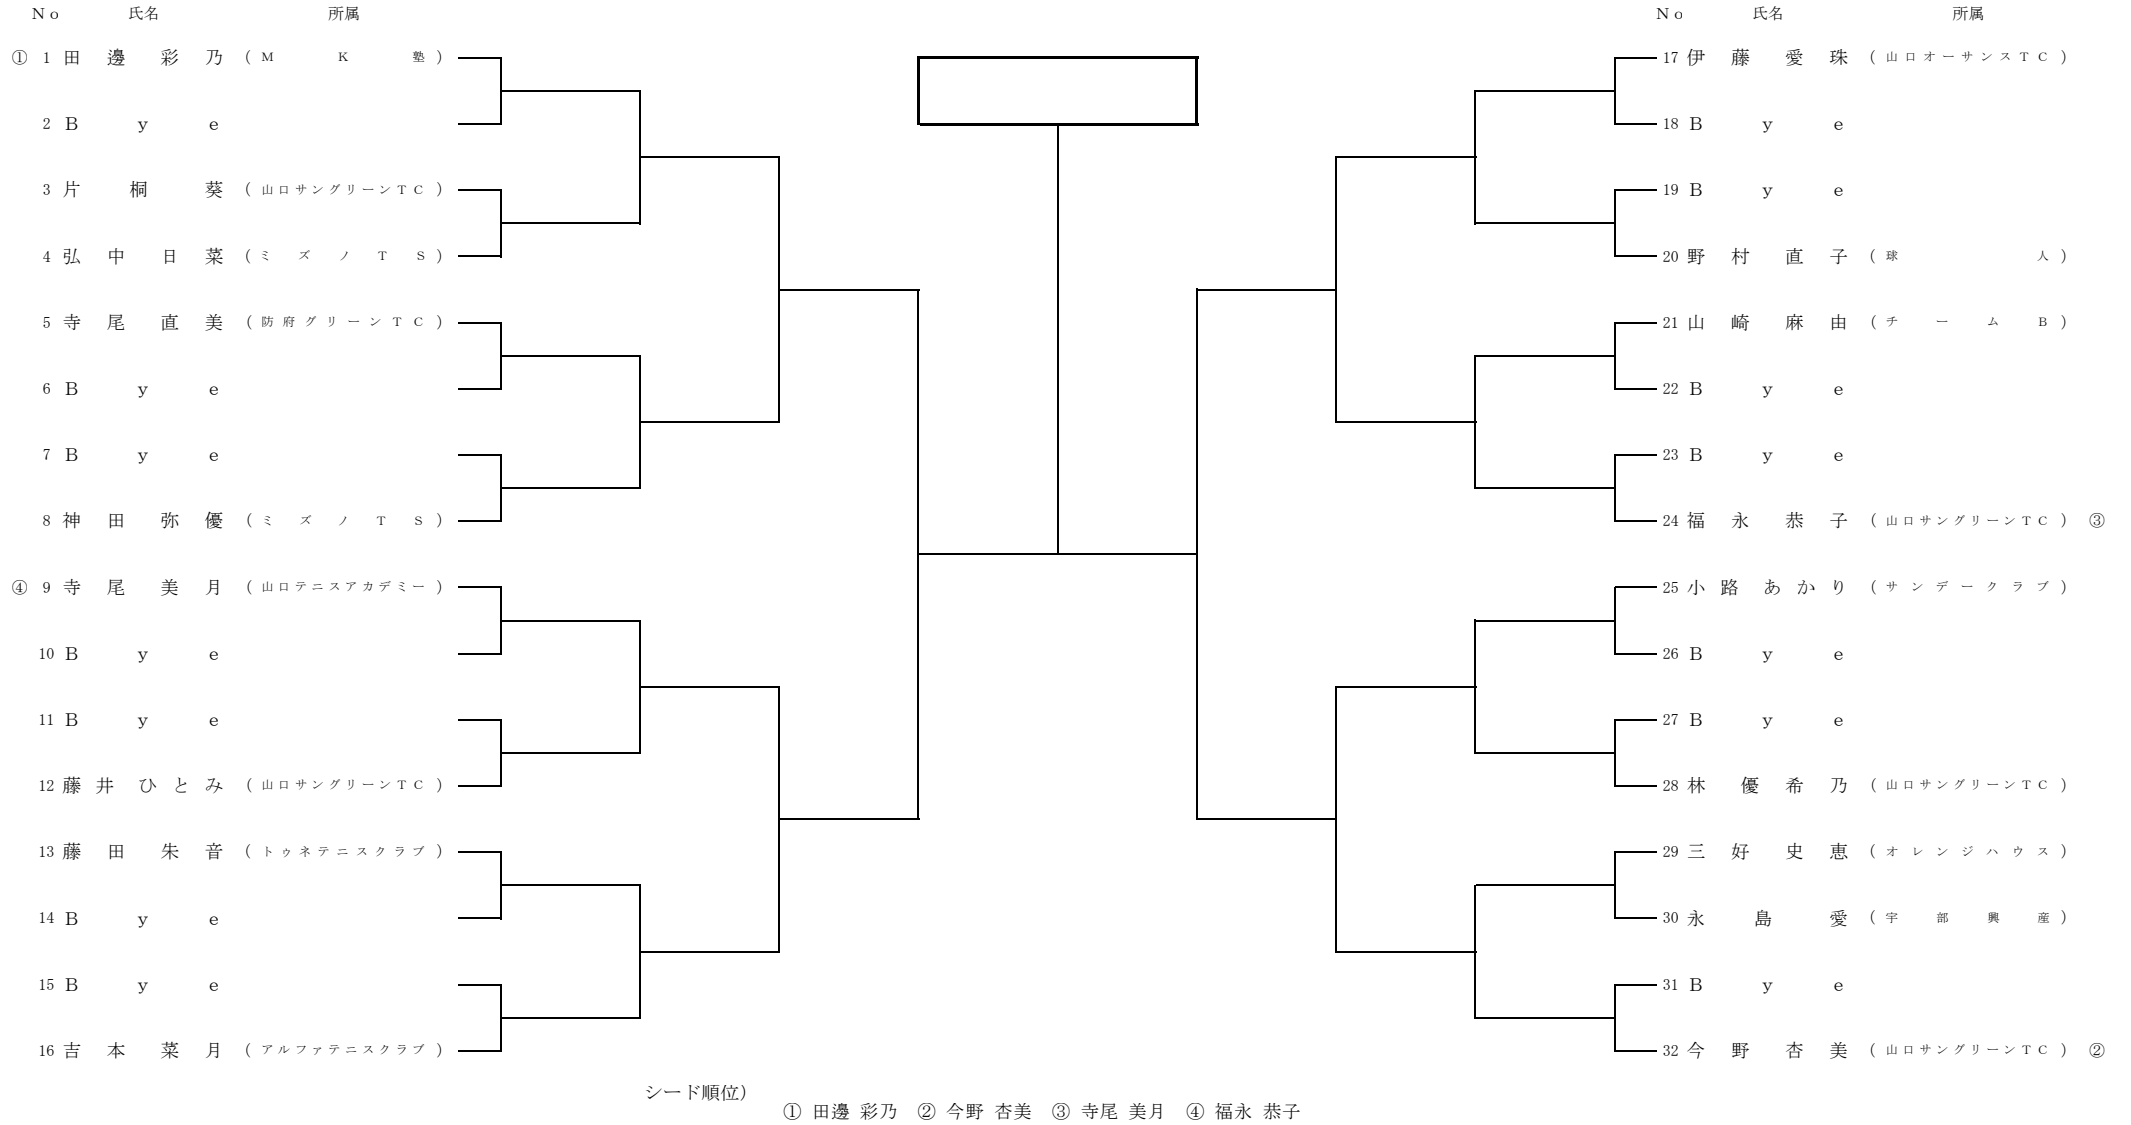 Ｎｏ 氏名 所属 Ｎｏ 氏名 所属
① 1 田邊彩乃 （ＭＫ塾） 17 伊藤愛珠 （山口オーサンスＴＣ）
2 Ｂｙｅ 18 Ｂｙｅ
3 片桐葵 （山口サングリーンＴＣ） 19 Ｂｙｅ
4 弘中日菜 （ミズノＴＳ） 20 野村直子 （球人）
5 寺尾直美 （防府グリーンＴＣ） 21 山崎麻由 （チームＢ）
6 Ｂｙｅ 22 Ｂｙｅ
7 Ｂｙｅ 23 Ｂｙｅ
8 神田弥優 （ミズノＴＳ） 24 福永恭子 （山口サングリーンＴＣ） ③
④ 9 寺尾美月 （山口テニスアカデミー） 25 小路あかり （サンデークラブ）
10 Ｂｙｅ 26 Ｂｙｅ
11 Ｂｙｅ 27 Ｂｙｅ
12 藤井ひとみ （山口サングリーンＴＣ） 28 林優希乃 （山口サングリーンＴＣ）
13 藤田朱音 （トゥネテニスクラブ） 29 三好史恵 （オレンジハウス）
14 Ｂｙｅ 30 永島愛 （宇部興産）
15 Ｂｙｅ 31 Ｂｙｅ
16 吉本菜月 （アルファテニスクラブ） 32 今野杏美 （山口サングリーンＴＣ） ②
シード順位）
① 田邊 彩乃 ② 今野 杏美 ③ 寺尾 美月 ④ 福永 恭子